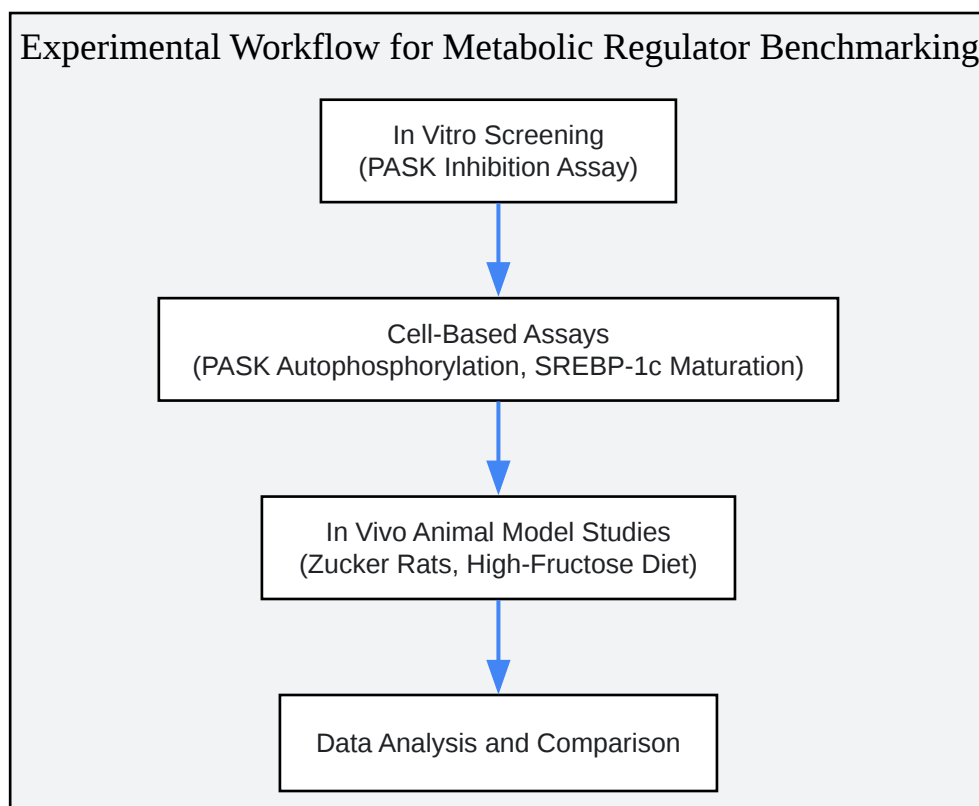 Experimental Workflow for Metabolic Regulator Benchmarking
In Vitro Screening
(PASK Inhibition Assay)
Cell-Based Assays
(PASK Autophosphorylation, SREBP-1c Maturation)
In Vivo Animal Model Studies
(Zucker Rats, High-Fructose Diet)
Data Analysis and Comparison